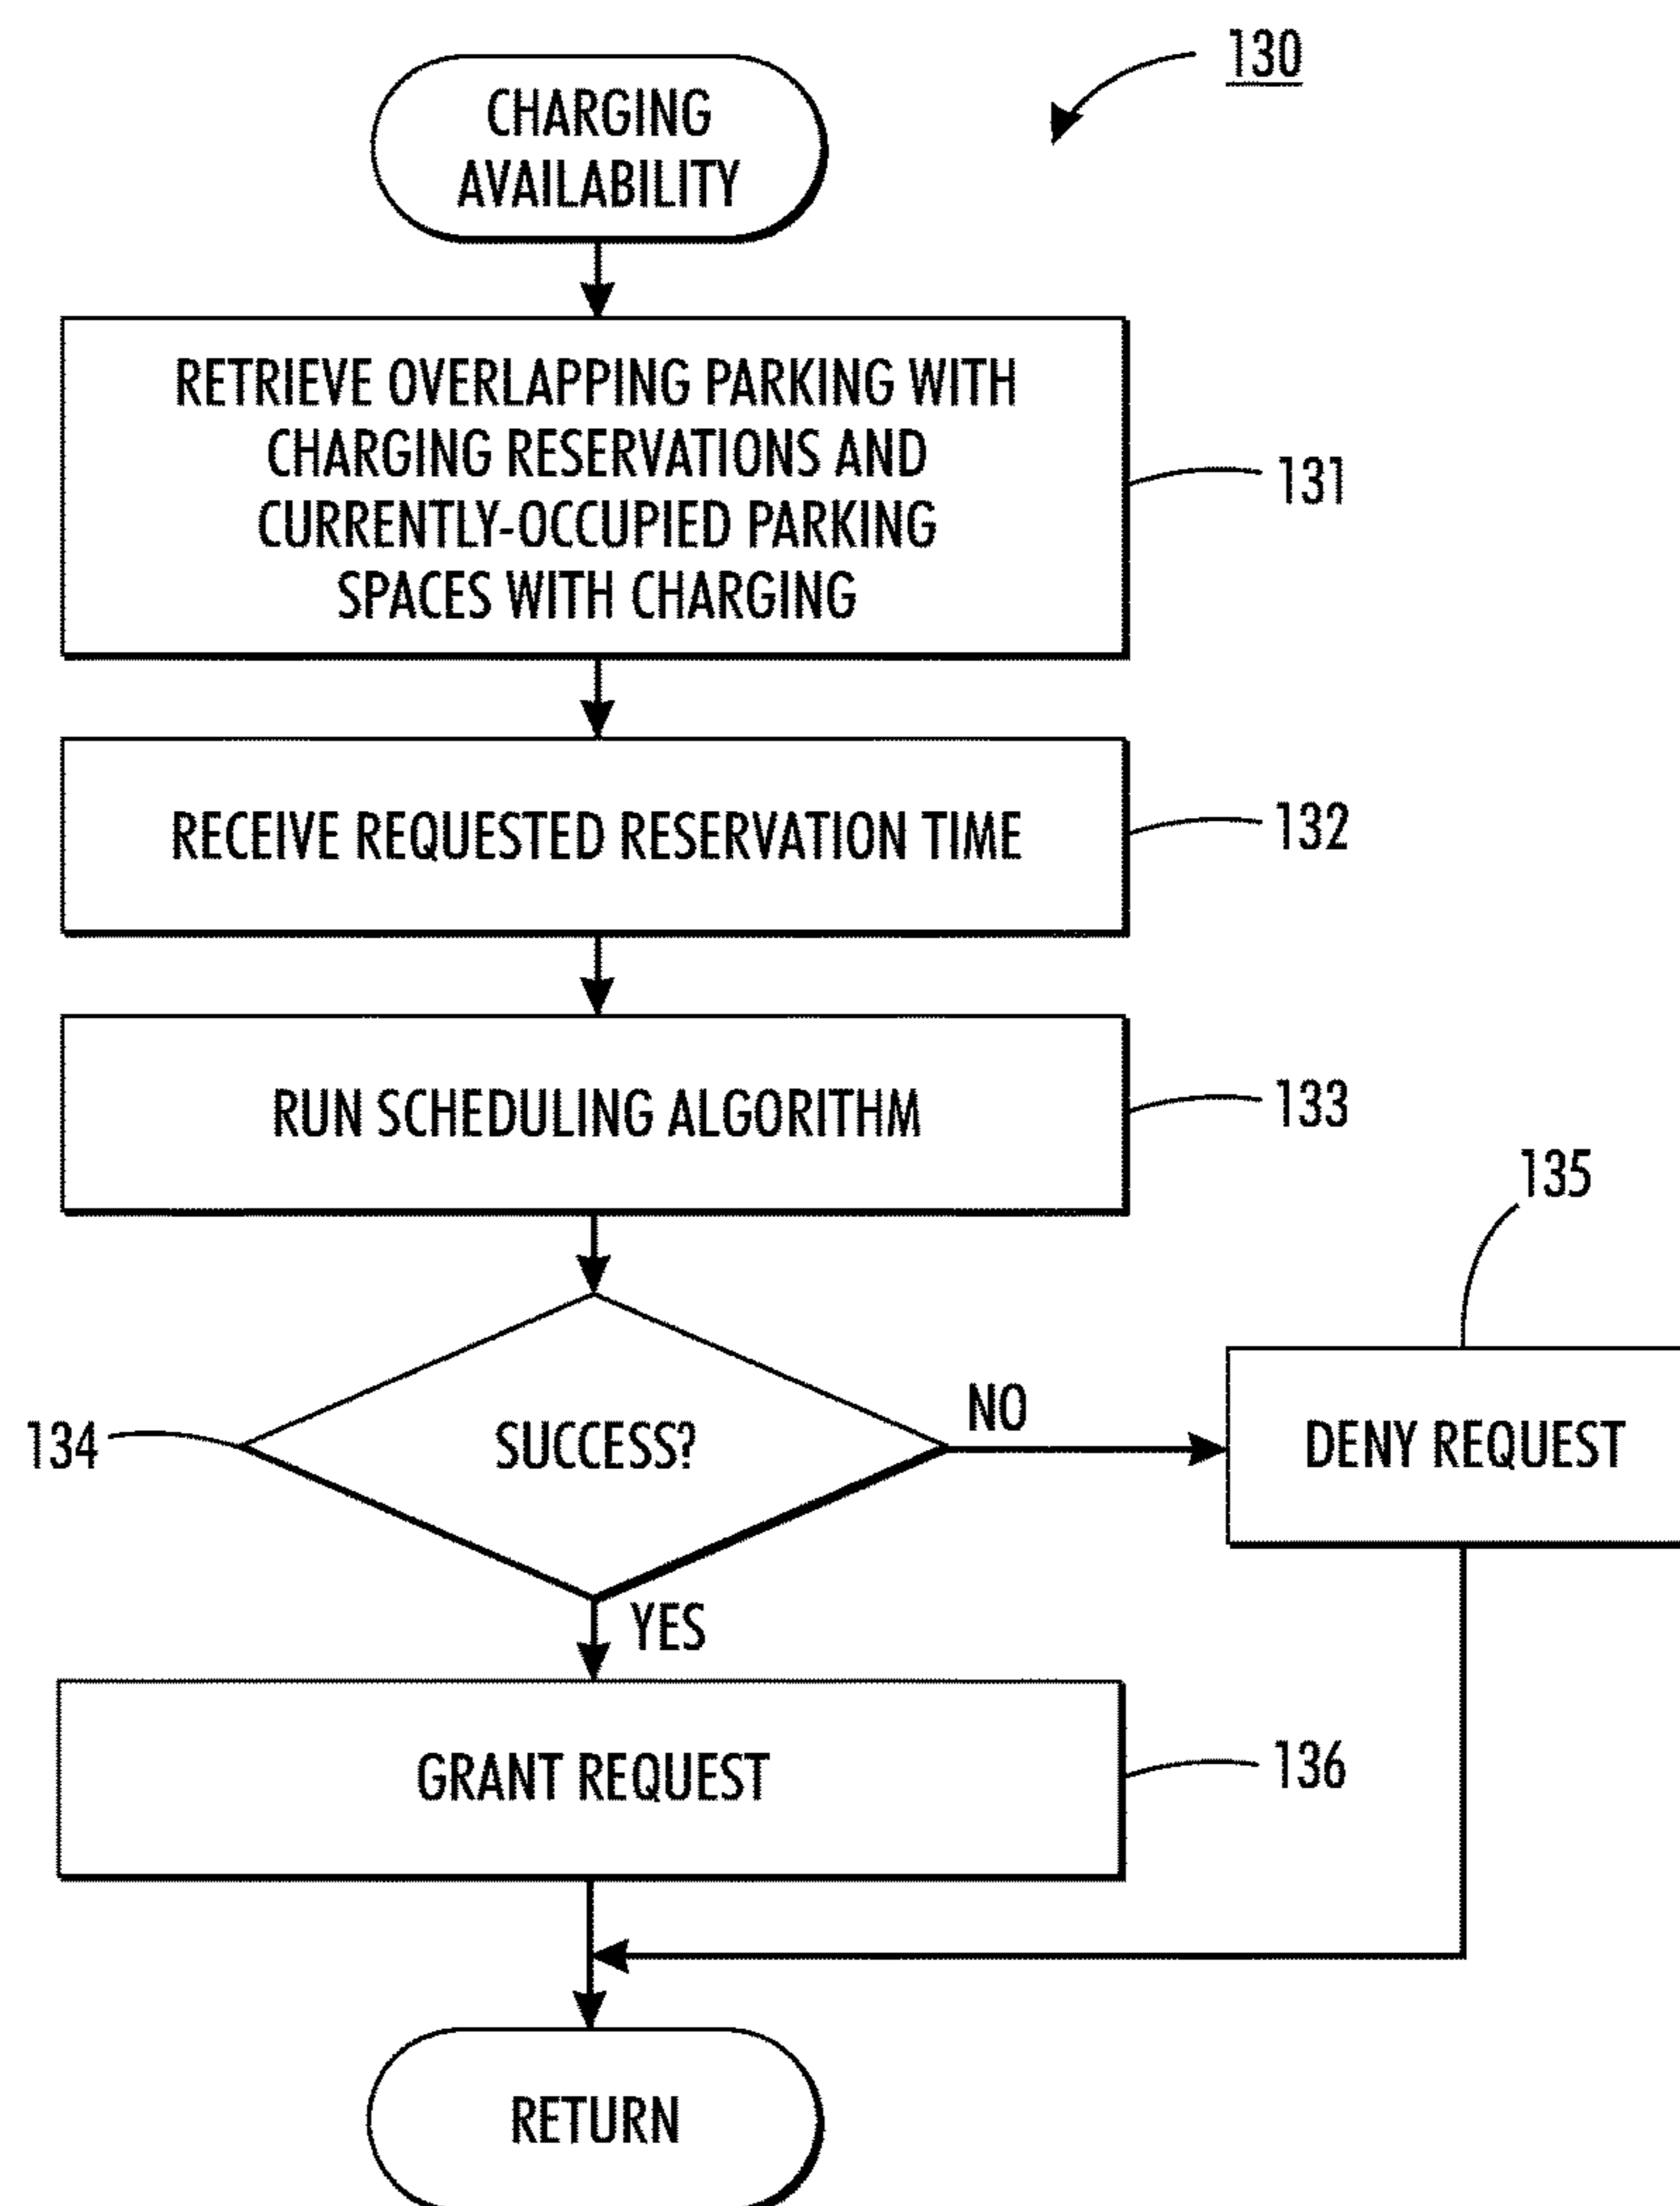 130
CHARGING
AVAILABILITY
RETRIEVE OVERLAPPING PARKING WITH
CHARGING RESERVATIONS AND
CURRENTLY-OCCUPIED PARKING
SPACES WITH CHARGING
131
RECEIVE REQUESTED RESERVATION TIME
132
RUN SCHEDULING ALGORITHM
133
135
134
SUCCESS?
NO
DENY REQUEST
YES
GRANT REQUEST
136
RETURN